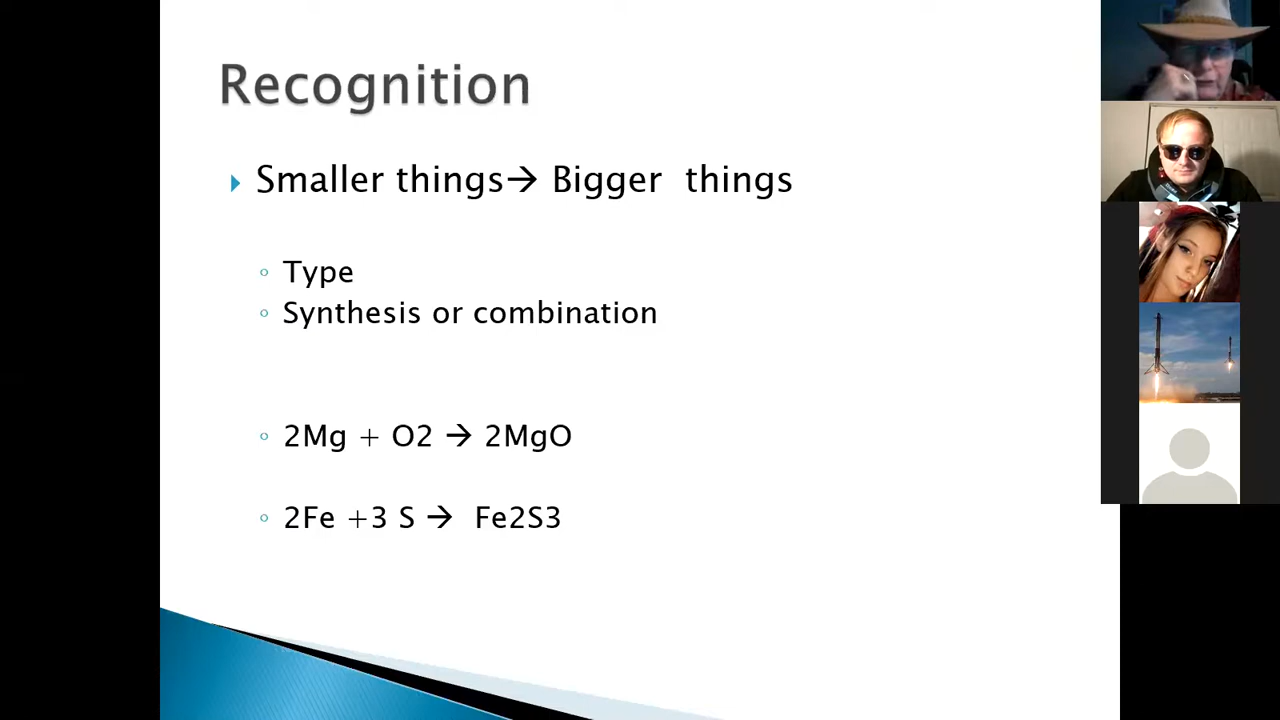 Recognition
Smaller things→ Bigger things
Type
Synthesis or combination
2Mg + O2 → 2MgO
2Fe +3 S → Fe2S3